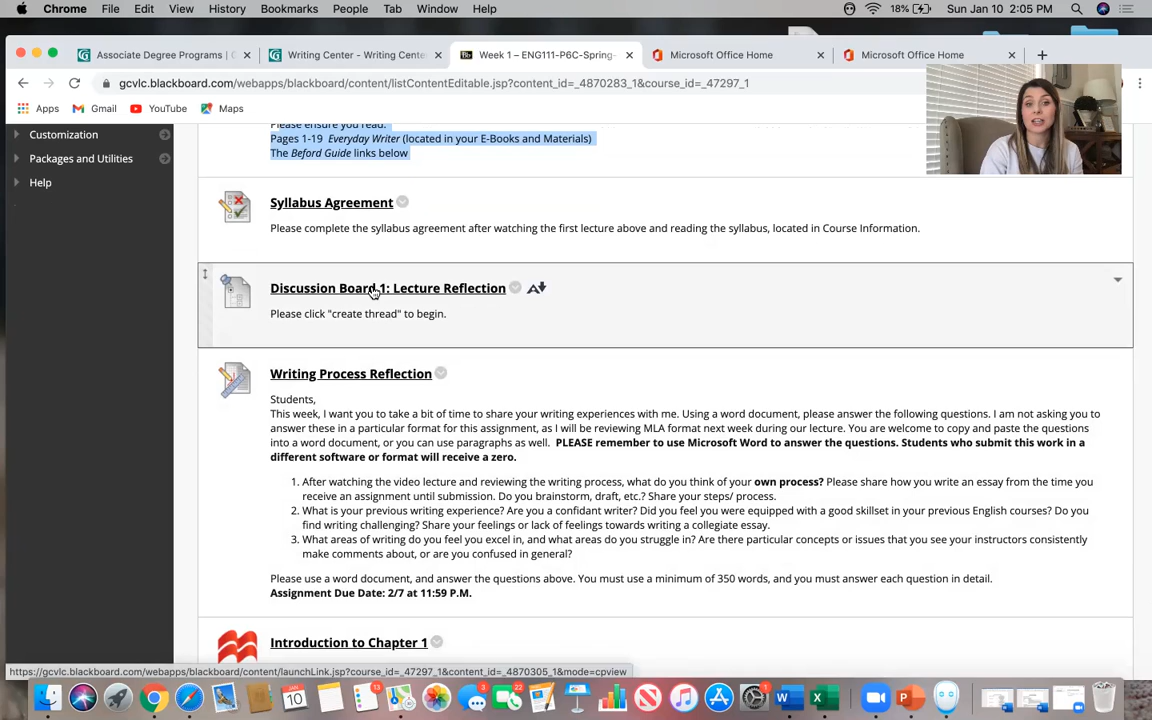 Chrome File Edit View History Bookmarks People Tab Window Help 18% Sun Jan 10 2:05 PM
Associate Degree Programs | Writing Center - Writing Cente Week 1 – ENG111-P6C-Spring- Microsoft Office Home Microsoft Office Home
gcvlc.blackboard.com/webapps/blackboard/content/listContentEditable.jsp?content_id=_4870283_1&course_id=_47297_1
Apps Gmail YouTube Maps
Customization
Packages and Utilities
Help
Please ensure you read:
Pages 1-19 Everyday Writer (located in your E-Books and Materials)
The Beford Guide links below
Syllabus Agreement
Please complete the syllabus agreement after watching the first lecture above and reading the syllabus, located in Course Information.
Discussion Board 1: Lecture Reflection
Please click "create thread" to begin.
Writing Process Reflection
Students,
This week, I want you to take a bit of time to share your writing experiences with me. Using a word document, please answer the following questions. I am not asking you to
answer these in a particular format for this assignment, as I will be reviewing MLA format next week during our lecture. You are welcome to copy and paste the questions
into a word document, or you can use paragraphs as well. PLEASE remember to use Microsoft Word to answer the questions. Students who submit this work in a
different software or format will receive a zero.
1. After watching the video lecture and reviewing the writing process, what do you think of your own process? Please share how you write an essay from the time you
receive an assignment until submission. Do you brainstorm, draft, etc.? Share your steps/ process.
2. What is your previous writing experience? Are you a confidant writer? Did you feel you were equipped with a good skillset in your previous English courses? Do you
find writing challenging? Share your feelings or lack of feelings towards writing a collegiate essay.
3. What areas of writing do you feel you excel in, and what areas do you struggle in? Are there particular concepts or issues that you see your instructors consistently
make comments about, or are you confused in general?
Please use a word document, and answer the questions above. You must use a minimum of 350 words, and you must answer each question in detail.
Assignment Due Date: 2/7 at 11:59 P.M.
Introduction to Chapter 1
https://gcvlc.blackboard.com/webapps/blackboard/content/launchLink.jsp?course_id=_47297_1&content_id=_4870305_1&mode=cpview